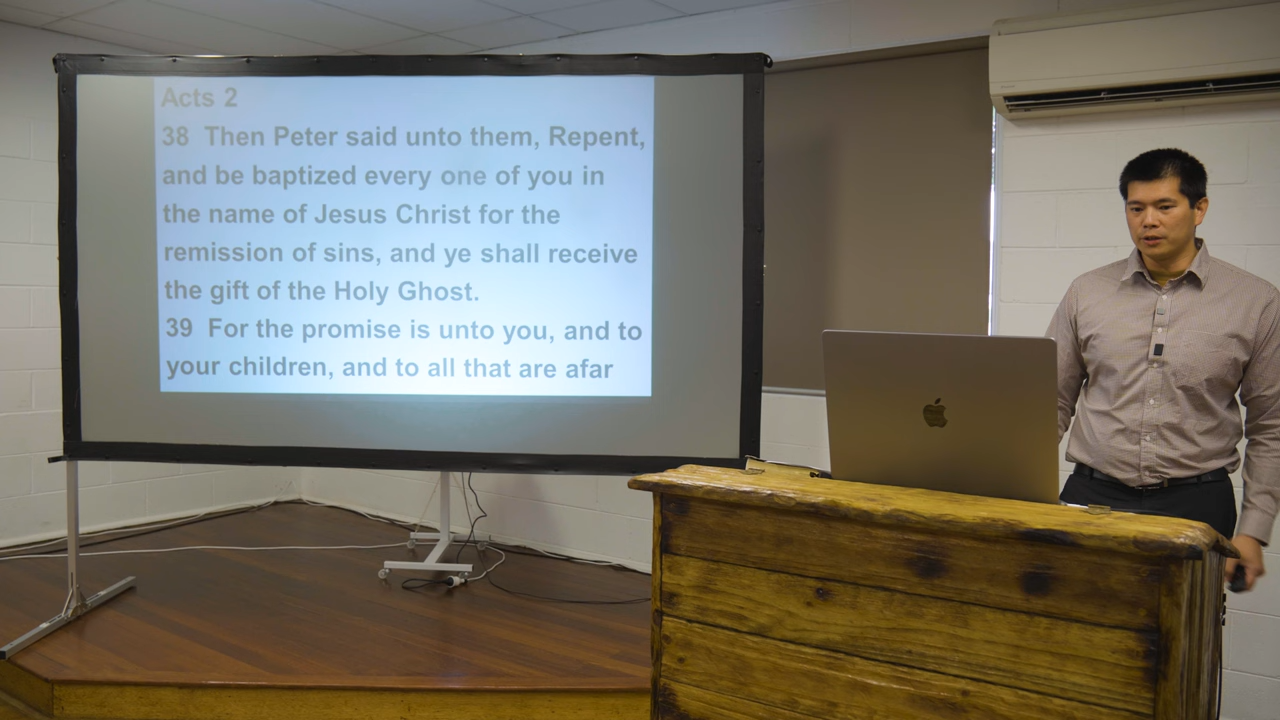 Acts 2
38 Then Peter said unto them, Repent,
and be baptized every one of you in
the name of Jesus Christ for the
remission of sins, and ye shall receive
the gift of the Holy Ghost.
39 For the promise is unto you, and to
your children, and to all that are afar